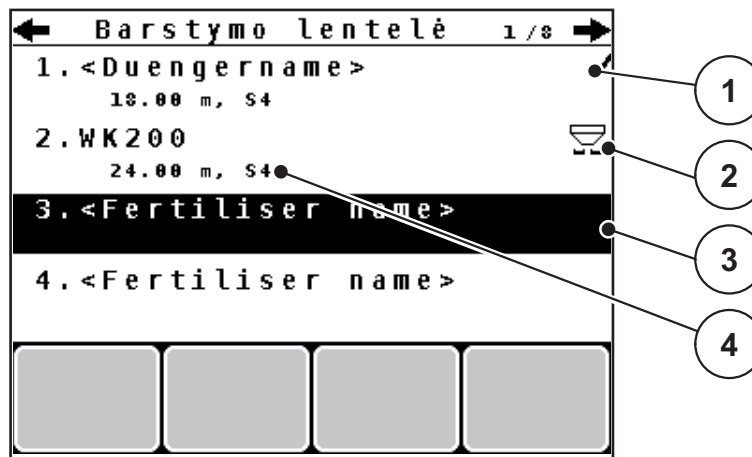 Barstymo lentelė 1/8
1.<Duengername>
18.00 m, S4
2.WK200
24.00 m, S4
3.<Fertiliser name>
4.<Fertiliser name>
1
2
3
4